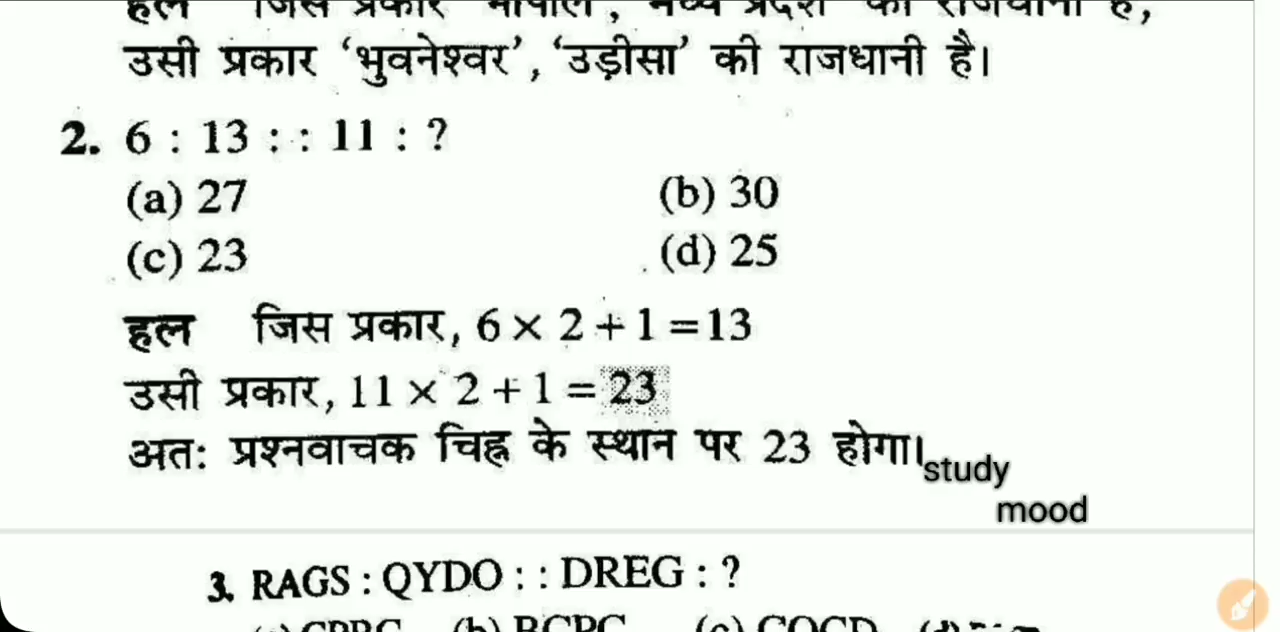 उसी प्रकार ‘भुवनेश्वर’, ‘उड़ीसा’ की राजधानी है।
2. 6 : 13 : : 11 : ?
(a) 27 (b) 30
(c) 23 (d) 25
हल जिस प्रकार, 6 × 2 + 1 = 13
उसी प्रकार, 11 × 2 + 1 = 23
अतः प्रश्नवाचक चिह्न के स्थान पर 23 होगा।
study
mood
3. RAGS : QYDO : : DREG : ?